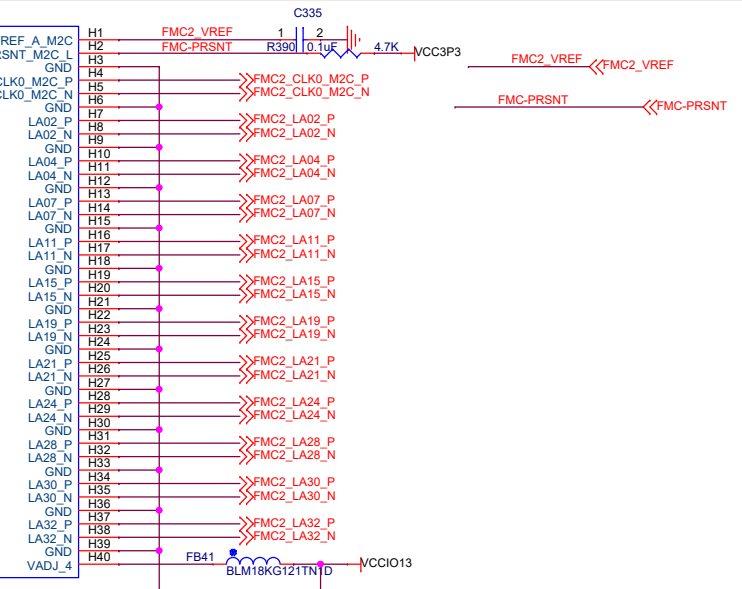 C335
REF_A_M2C H1 FMC2_VREF 1 2
RSNT_M2C_L H2 FMC-PRSNT R390 0.1uF 4.7K VCC3P3
FMC2_VREF FMC2_VREF
GND H3
CLK0_M2C_P H4 FMC2_CLK0_M2C_P
CLK0_M2C_N H5 FMC2_CLK0_M2C_N
FMC-PRSNT FMC-PRSNT
GND H6
LA02_P H7 FMC2_LA02_P
LA02_N H8 FMC2_LA02_N
GND H9
LA04_P H10 FMC2_LA04_P
LA04_N H11 FMC2_LA04_N
GND H12
LA07_P H13 FMC2_LA07_P
LA07_N H14 FMC2_LA07_N
GND H15
LA11_P H16 FMC2_LA11_P
LA11_N H17 FMC2_LA11_N
GND H18
LA15_P H19 FMC2_LA15_P
LA15_N H20 FMC2_LA15_N
GND H21
LA19_P H22 FMC2_LA19_P
LA19_N H23 FMC2_LA19_N
GND H24
LA21_P H25 FMC2_LA21_P
LA21_N H26 FMC2_LA21_N
GND H27
LA24_P H28 FMC2_LA24_P
LA24_N H29 FMC2_LA24_N
GND H30
LA28_P H31 FMC2_LA28_P
LA28_N H32 FMC2_LA28_N
GND H33
LA30_P H34 FMC2_LA30_P
LA30_N H35 FMC2_LA30_N
GND H36
LA32_P H37 FMC2_LA32_P
LA32_N H38 FMC2_LA32_N
GND H39
VADJ_4 H40 FB41 VCCIO13
BLM18KG121TN1D